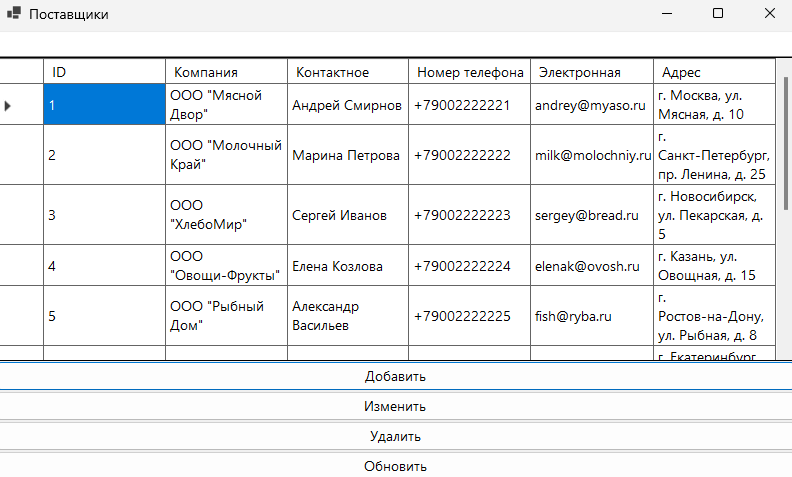 Поставщики
ID Компания Контактное Номер телефона Электронная Адрес
1 ООО "Мясной Двор" Андрей Смирнов +79002222221 andrey@myaso.ru г. Москва, ул. Мясная, д. 10
2 ООО "Молочный Край" Марина Петрова +79002222222 milk@molochniy.ru г. Санкт-Петербург, пр. Ленина, д. 25
3 ООО "ХлебоМир" Сергей Иванов +79002222223 sergey@bread.ru г. Новосибирск, ул. Пекарская, д. 5
4 ООО "Овощи-Фрукты" Елена Козлова +79002222224 elenak@ovosh.ru г. Казань, ул. Овощная, д. 15
5 ООО "Рыбный Дом" Александр Васильев +79002222225 fish@ryba.ru г. Ростов-на-Дону, ул. Рыбная, д. 8
г. Екатеринбург
Добавить
Изменить
Удалить
Обновить